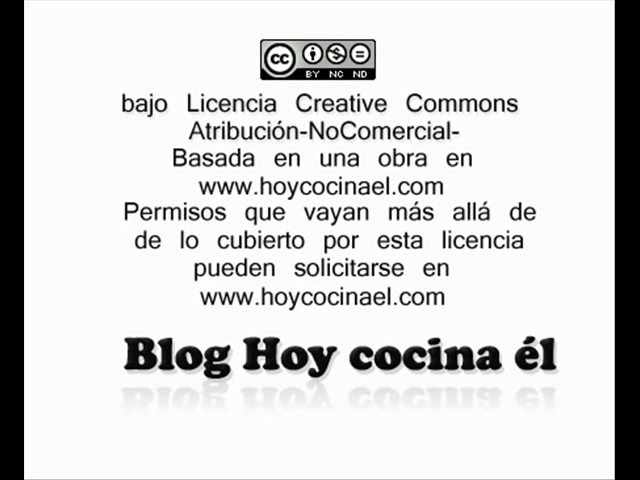 cc
BY NC ND
bajo Licencia Creative Commons
Atribución-NoComercial-
Basada en una obra en
www.hoycocinael.com
Permisos que vayan más allá de
de lo cubierto por esta licencia
pueden solicitarse en
www.hoycocinael.com
Blog Hoy cocina él